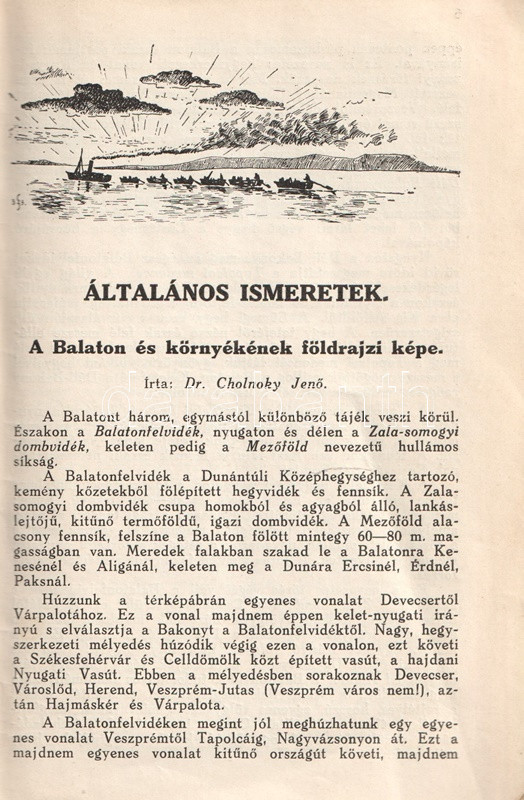 ÁLTALÁNOS ISMERETEK.
A Balaton és környékének földrajzi képe.
Írta: Dr. Cholnoky Jenő.
A Balatont három, egymástól különböző tájék veszi körül.
Északon a Balatonfelvidék, nyugaton és délen a Zala-somogyi
dombvidék, keleten pedig a Mezőföld nevezetű hullámos
síkság.
A Balatonfelvidék a Dunántúli Középhegységhez tartozó,
kemény kőzetekből fölépített hegyvidék és fennsík. A Zala-
somogyi dombvidék csupa homokból és agyagból álló, lankás-
lejtőjű, kitűnő termőföldű, igazi dombvidék. A Mezőföld ala-
csony fennsík, felszíne a Balaton fölött mintegy 60—80 m. ma-
gasságban van. Meredek falakban szakad le a Balatonra Ke-
nesénél és Aligánál, keleten meg a Dunára Ercsinél, Érdnél,
Paksnál.
Húzzunk a térképábrán egyenes vonalat Devecsertől
Várpalotához. Ez a vonal majdnem éppen kelet-nyugati irá-
nyú s elválasztja a Bakonyt a Balatonfelvidéktől. Nagy, hegy-
szerkezeti mélyedés húzódik végig ezen a vonalon, ezt követi
a Székesfehérvár és Celldömölk közt épített vasút, a hajdani
Nyugati Vasút. Ebben a mélyedésben sorakoznak Devecser,
Városlőd, Herend, Veszprém-Jutas (Veszprém város nem!), az-
tán Hajmáskér és Várpalota.
A Balatonfelvidéken megint jól meghúzhatunk egy egye-
nes vonalat Veszprémtől Tapolcáig, Nagyvázsonyon át. Ezt a
majdnem egyenes vonalat kitűnő országút követi, majdnem